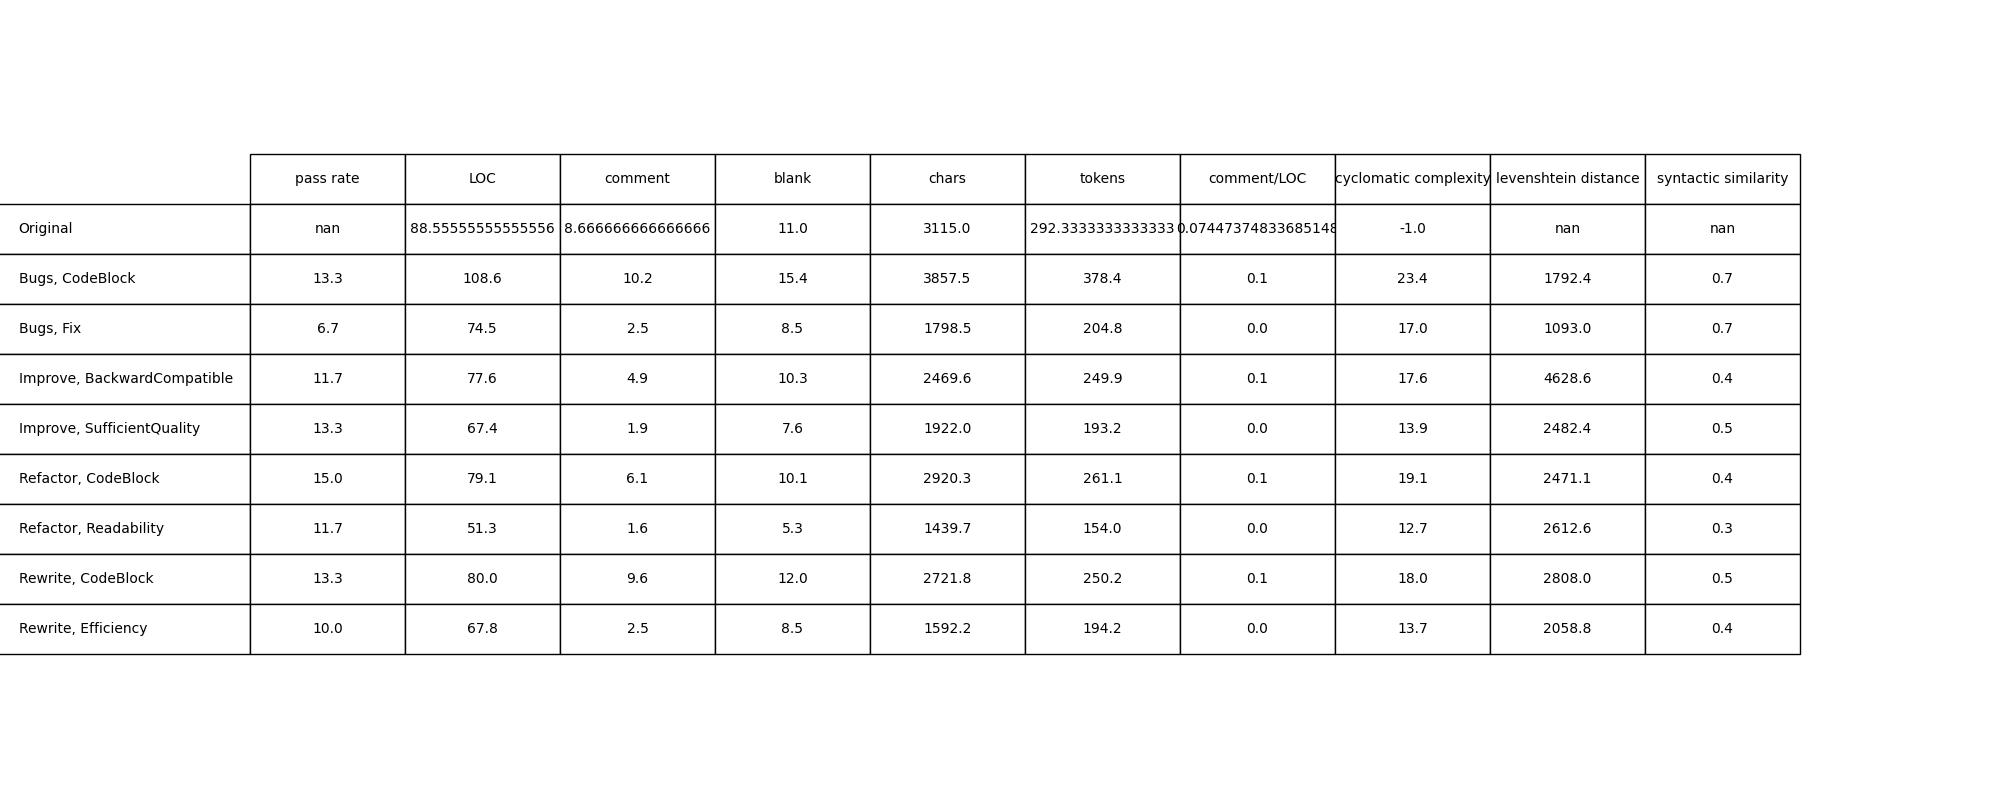 pass rate LOC comment blank chars tokens comment/LOC cyclomatic complexity levenshtein distance syntactic similarity
Original nan 88.55555555555556 8.666666666666666 11.0 3115.0 292.3333333333333 0.07447374833685148 -1.0 nan nan
Bugs, CodeBlock 13.3 108.6 10.2 15.4 3857.5 378.4 0.1 23.4 1792.4 0.7
Bugs, Fix 6.7 74.5 2.5 8.5 1798.5 204.8 0.0 17.0 1093.0 0.7
Improve, BackwardCompatible 11.7 77.6 4.9 10.3 2469.6 249.9 0.1 17.6 4628.6 0.4
Improve, SufficientQuality 13.3 67.4 1.9 7.6 1922.0 193.2 0.0 13.9 2482.4 0.5
Refactor, CodeBlock 15.0 79.1 6.1 10.1 2920.3 261.1 0.1 19.1 2471.1 0.4
Refactor, Readability 11.7 51.3 1.6 5.3 1439.7 154.0 0.0 12.7 2612.6 0.3
Rewrite, CodeBlock 13.3 80.0 9.6 12.0 2721.8 250.2 0.1 18.0 2808.0 0.5
Rewrite, Efficiency 10.0 67.8 2.5 8.5 1592.2 194.2 0.0 13.7 2058.8 0.4